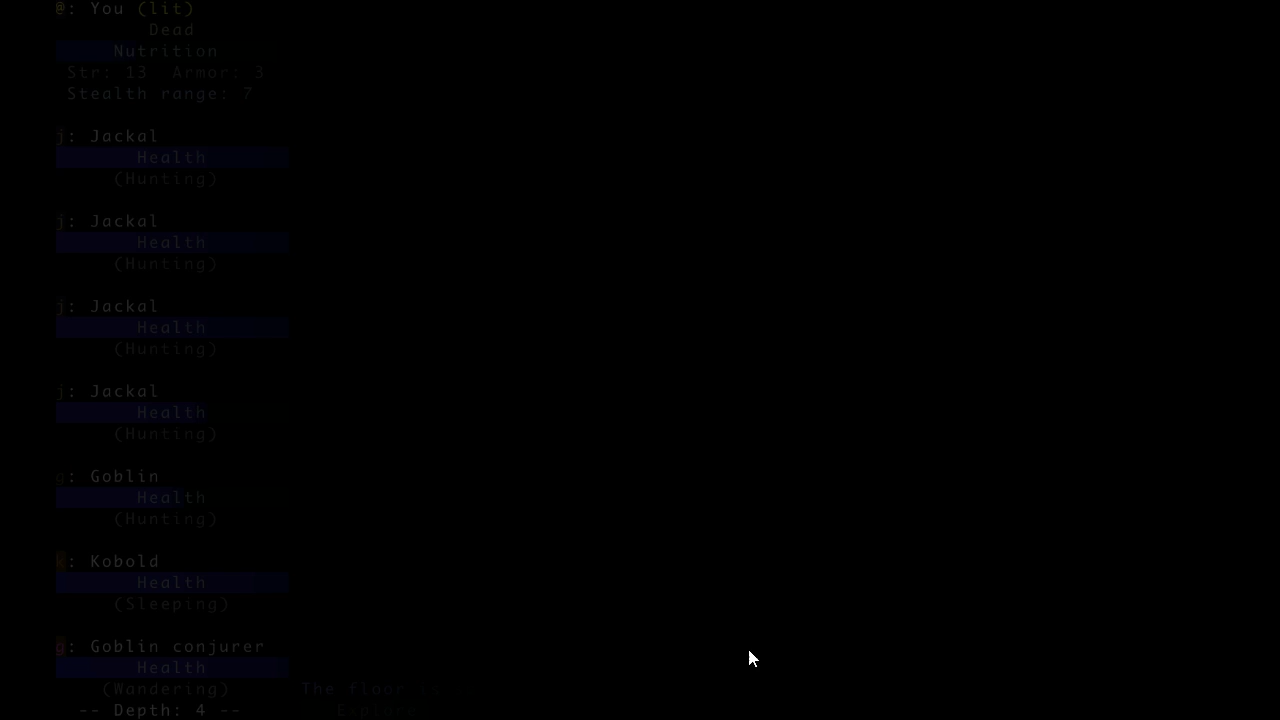 @: You (lit)
Dead
Nutrition
Str: 13 Armor: 3
Stealth range: 7
j: Jackal
Health
(Hunting)
j: Jackal
Health
(Hunting)
j: Jackal
Health
(Hunting)
j: Jackal
Health
(Hunting)
g: Goblin
Health
(Hunting)
k: Kobold
Health
(Sleeping)
g: Goblin conjurer
Health
(Wandering)
The floor is
-- Depth: 4 --